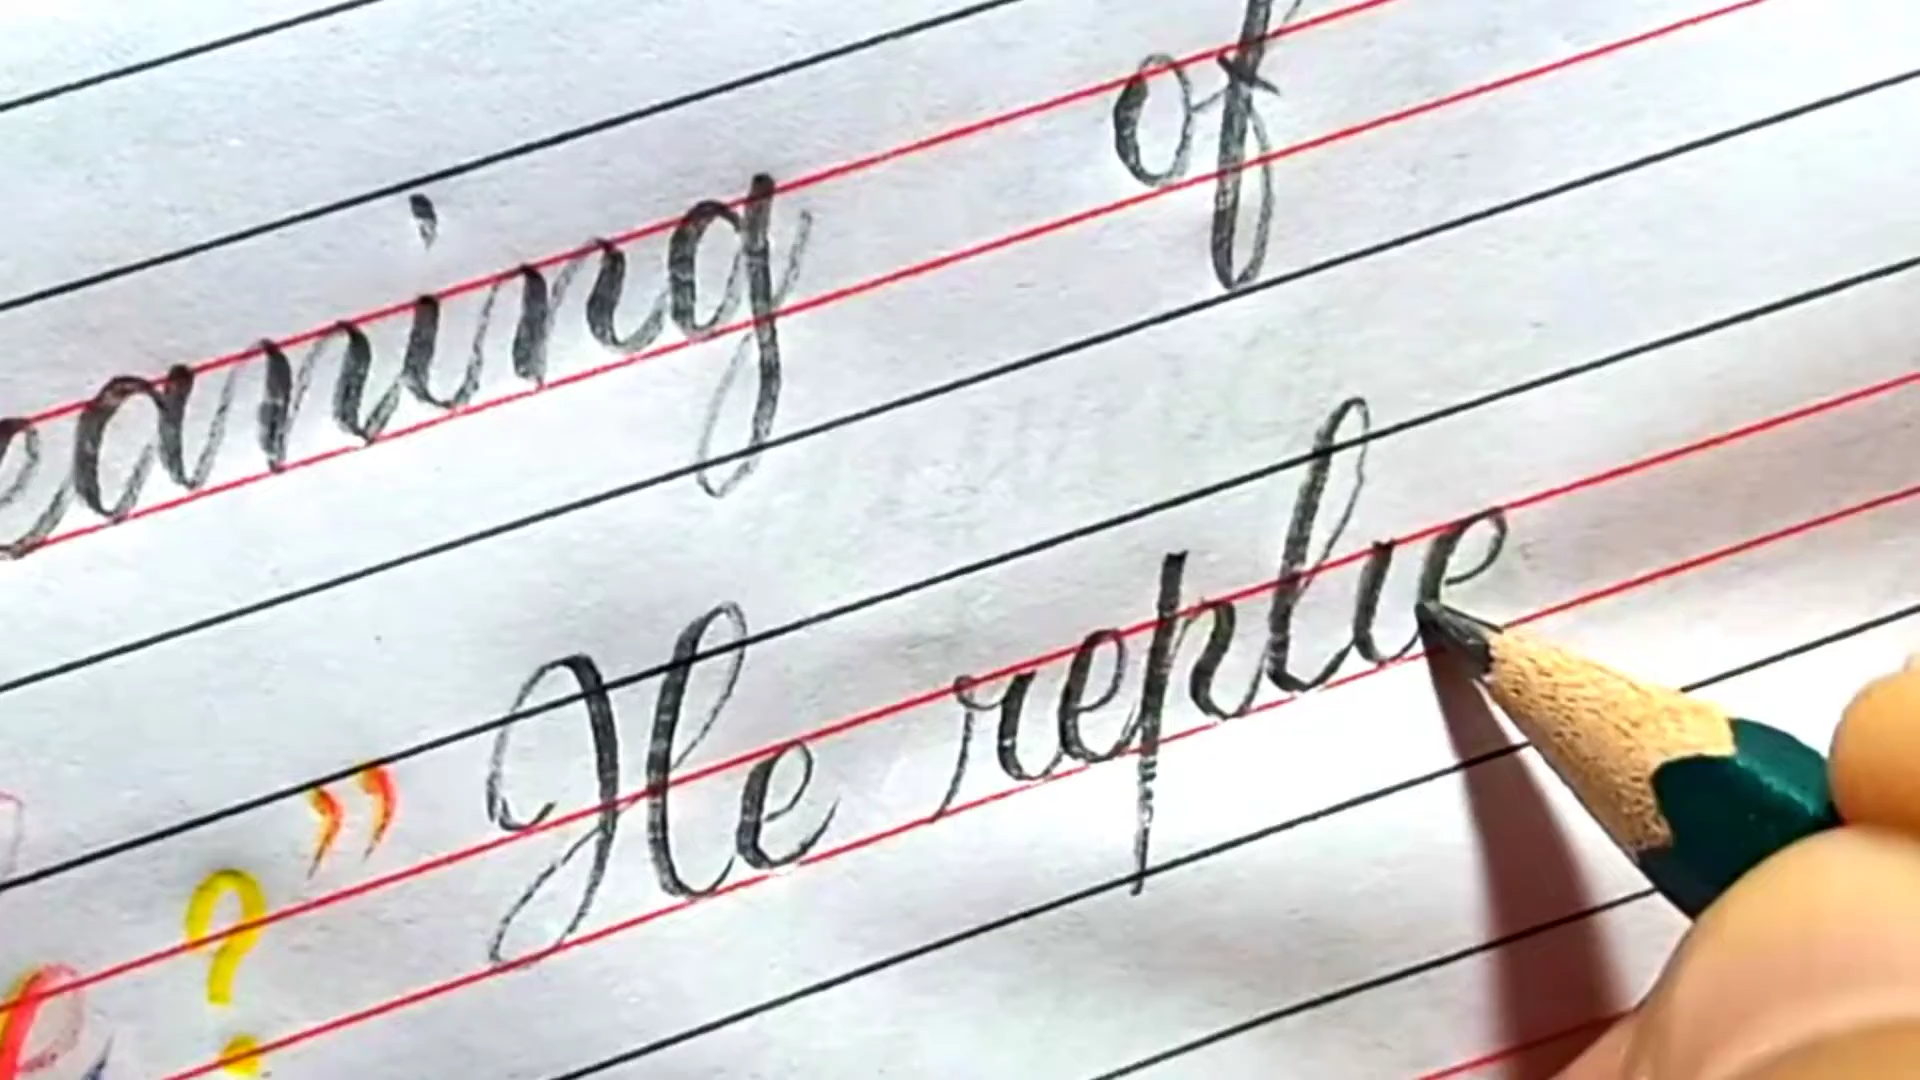 eaning of
?" He replie